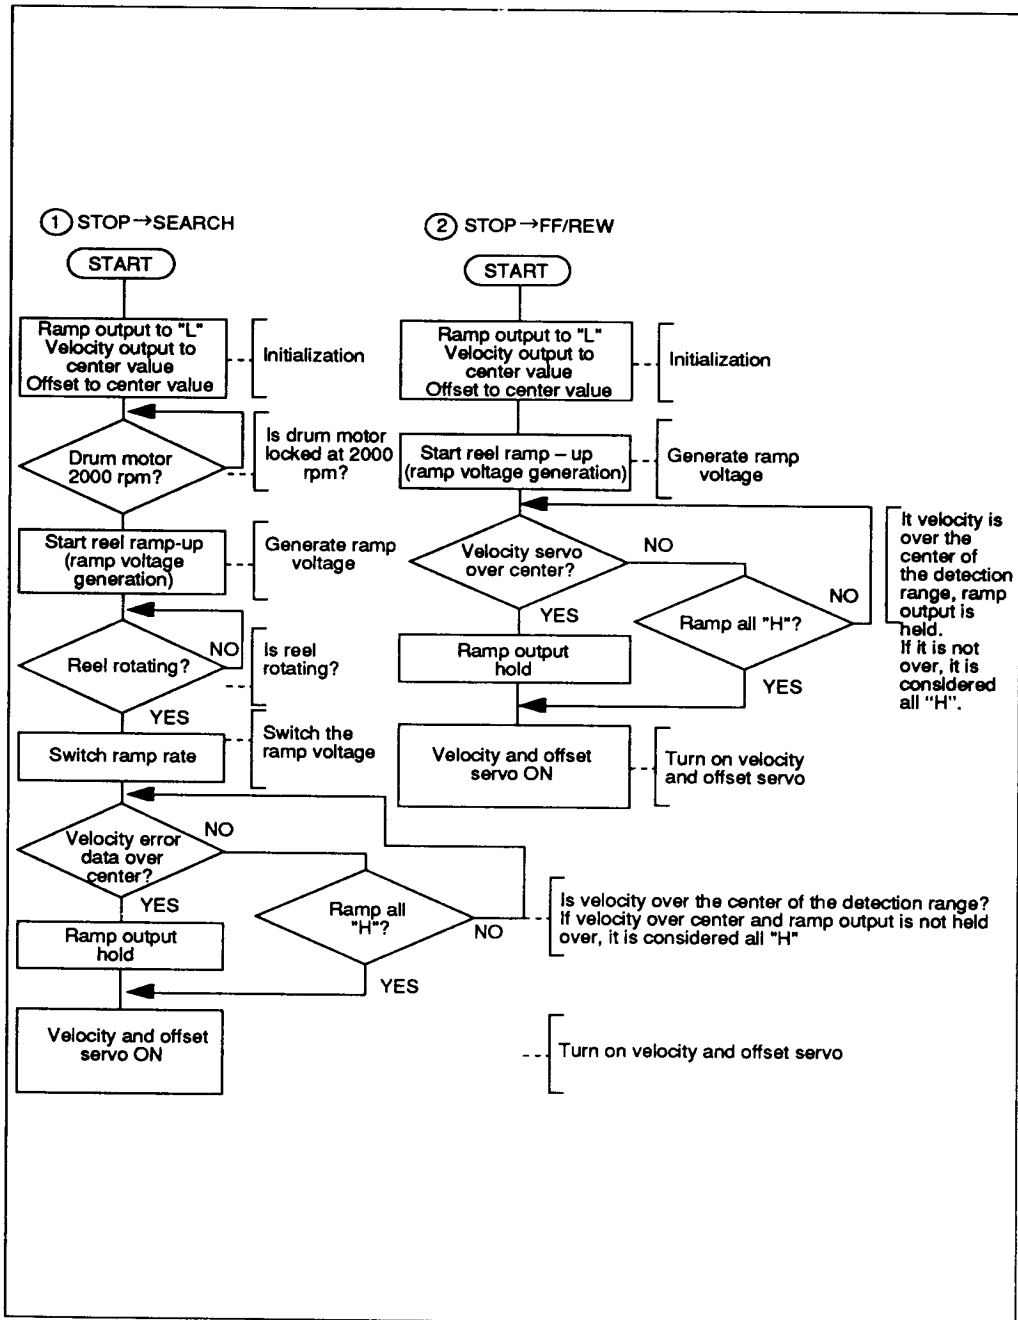 ① STOP→SEARCH
START
Ramp output to "L"
Velocity output to
center value
Offset to center value
Initialization
Drum motor
2000 rpm?
Is drum motor
locked at 2000
rpm?
Start reel ramp-up
(ramp voltage
generation)
Generate ramp
voltage
Reel rotating?
NO
Is reel
rotating?
YES
Switch ramp rate
Switch the
ramp voltage
Velocity error
data over
center?
NO
YES
Ramp output
hold
Ramp all
"H"?
NO
YES
Is velocity over the center of the detection range?
If velocity over center and ramp output is not held
over, it is considered all "H"
Velocity and offset
servo ON
Turn on velocity and offset servo
② STOP→FF/REW
START
Ramp output to "L"
Velocity output to
center value
Offset to center value
Initialization
Start reel ramp – up
(ramp voltage generation)
Generate ramp
voltage
Velocity servo
over center?
NO
YES
Ramp all "H"?
NO
YES
Ramp output
hold
It velocity is
over the
center of
the detection
range, ramp
output is
held.
If it is not
over, it is
considered
all "H".
Velocity and offset
servo ON
Turn on velocity
and offset servo